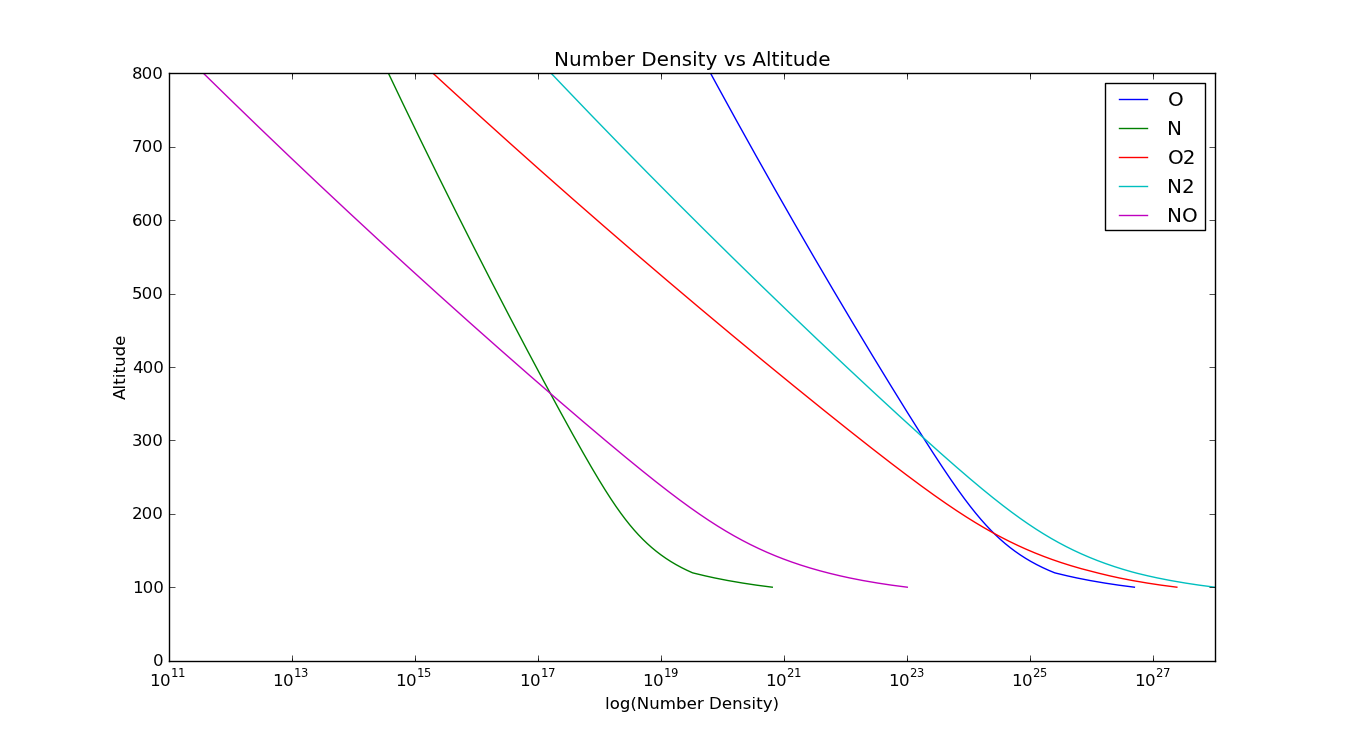 Number Density vs Altitude
800
700
600
500
400
300
200
100
0
Altitude
O
N
O2
N2
NO
10^11 10^13 10^15 10^17 10^19 10^21 10^23 10^25 10^27
log(Number Density)